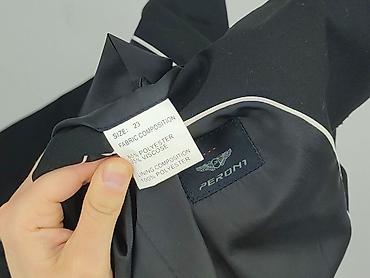 SIZE: 23
FABRIC COMPOSITION
POLYESTER
VISCOSE
LINING COMPOSITION
100% POLYESTER
PERONI